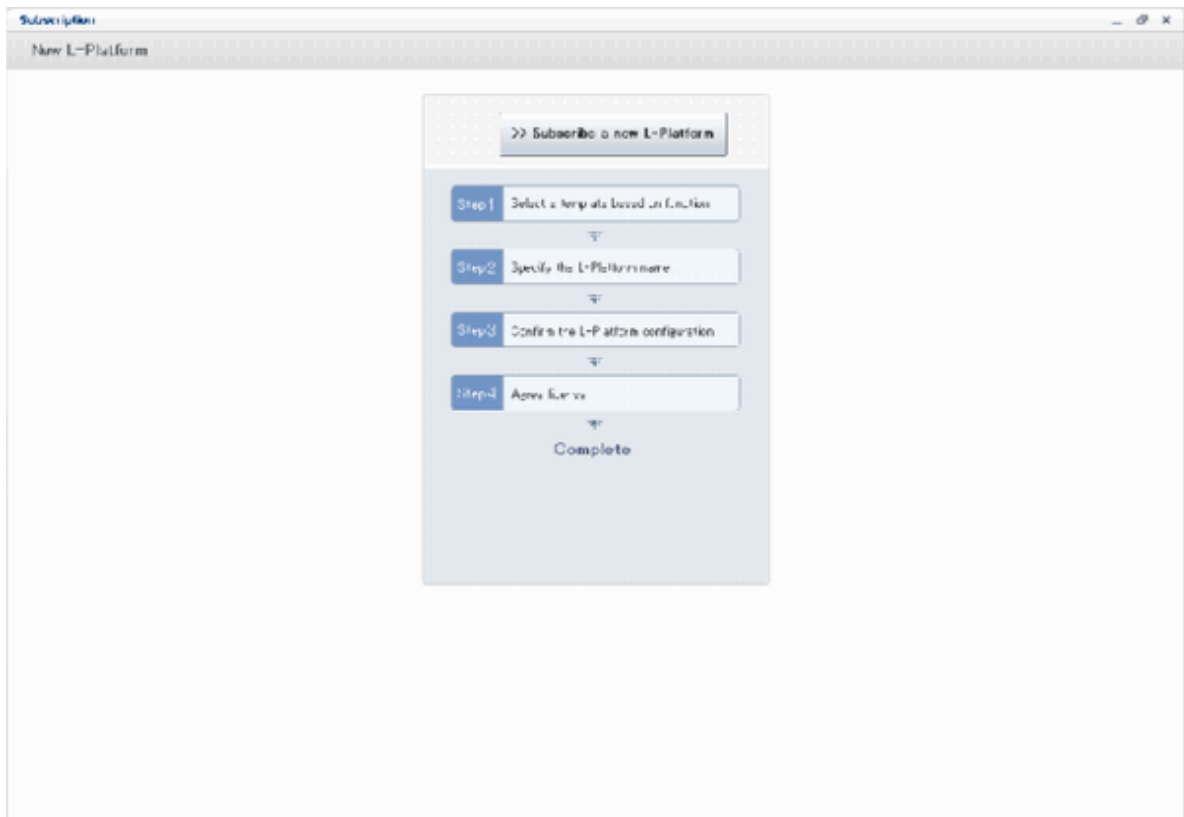 Subscription
New L-Platform
>> Subscribe a new L-Platform
Step1 Select a template based on function
Step2 Specify the L-Platform name
Step3 Confirm the L-Platform configuration
Step4 Agree license
Complete